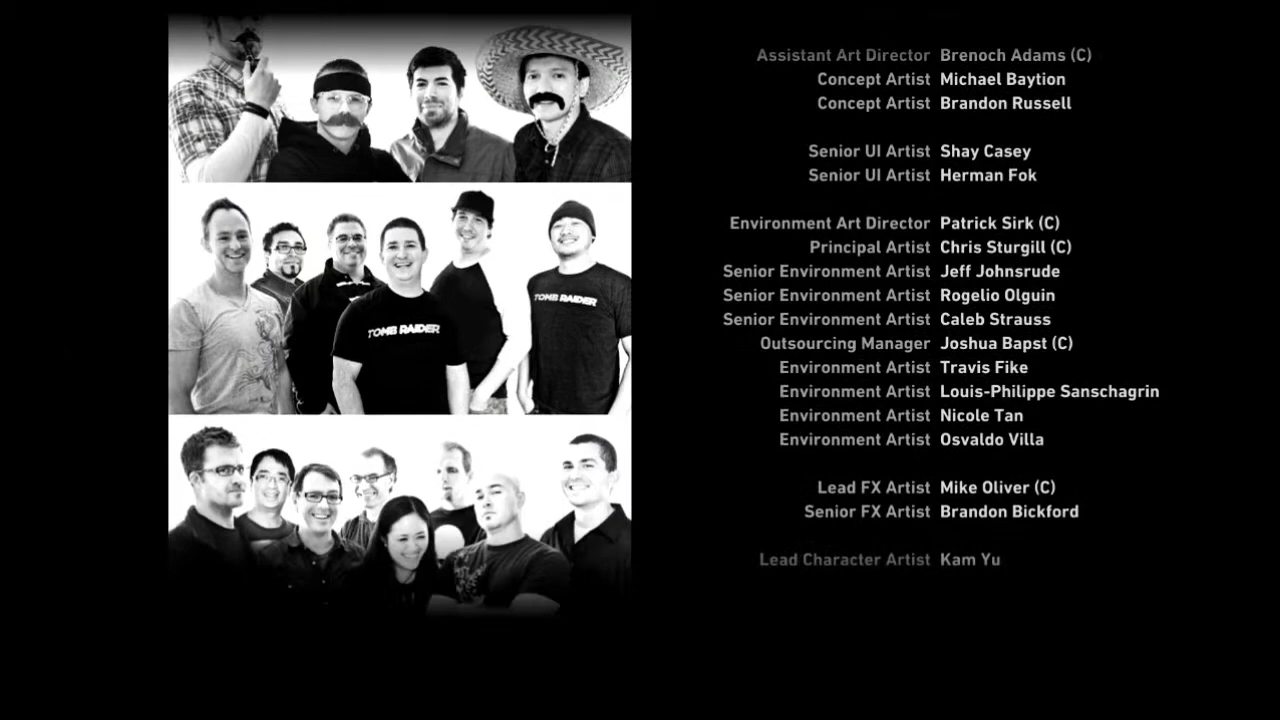 Assistant Art Director Brenoch Adams (C)
Concept Artist Michael Baytion
Concept Artist Brandon Russell
Senior UI Artist Shay Casey
Senior UI Artist Herman Fok
Environment Art Director Patrick Sirk (C)
Principal Artist Chris Sturgill (C)
Senior Environment Artist Jeff Johnsrude
Senior Environment Artist Rogelio Olguin
Senior Environment Artist Caleb Strauss
Outsourcing Manager Joshua Bapst (C)
Environment Artist Travis Fike
Environment Artist Louis-Philippe Sanschagrin
Environment Artist Nicole Tan
Environment Artist Osvaldo Villa
Lead FX Artist Mike Oliver (C)
Senior FX Artist Brandon Bickford
Lead Character Artist Kam Yu
TOMB RAIDER
TOMB RAIDER